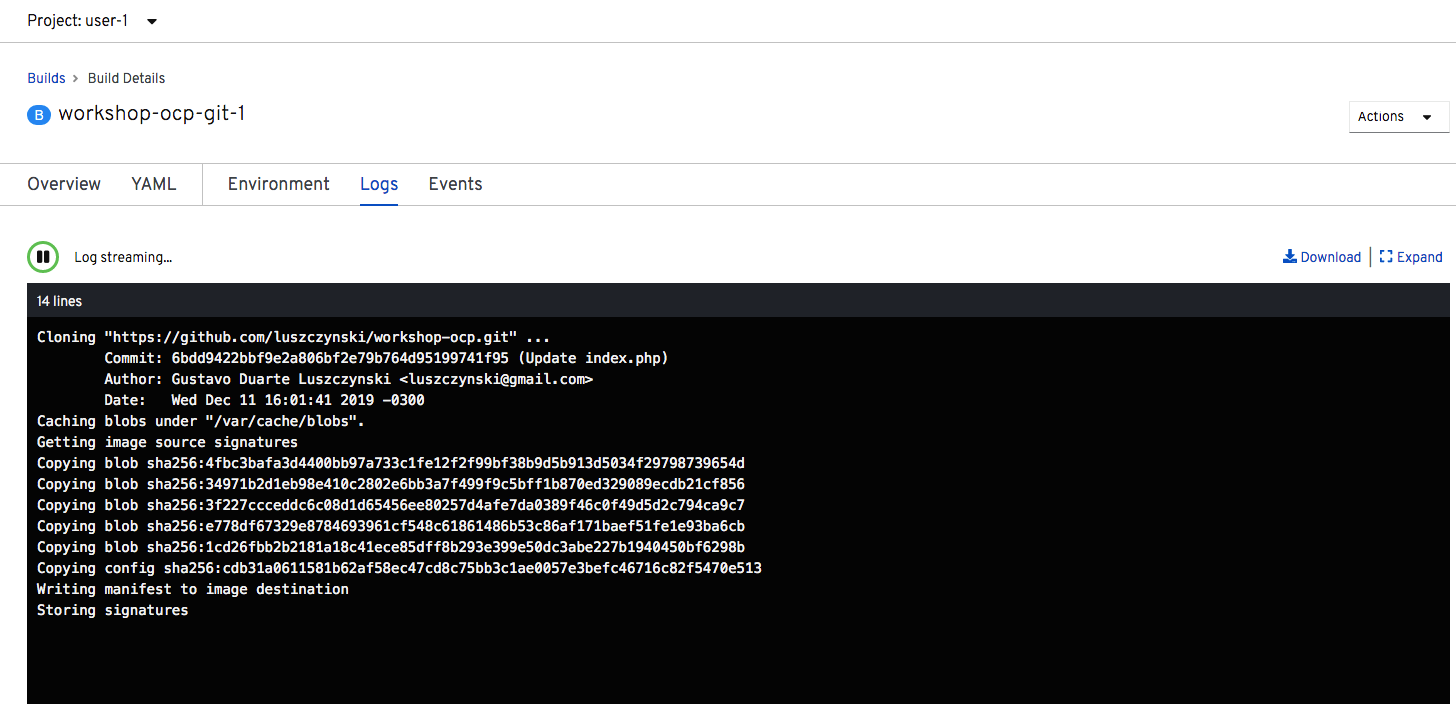 Project: user-1
Builds > Build Details
B workshop-ocp-git-1
Actions
Overview YAML Environment Logs Events
Log streaming...
Download Expand
14 lines
Cloning "https://github.com/luszczynski/workshop-ocp.git" ...
Commit: 6bdd9422bbf9e2a806bf2e79b764d95199741f95 (Update index.php)
Author: Gustavo Duarte Luszczynski <luszczynski@gmail.com>
Date: Wed Dec 11 16:01:41 2019 -0300
Caching blobs under "/var/cache/blobs".
Getting image source signatures
Copying blob sha256:4fbc3bafa3d4400bb97a733c1fe12f2f99bf38b9d5b913d5034f29798739654d
Copying blob sha256:34971b2d1eb98e410c2802e6bb3a7f499f9c5bff1b870ed329089ecdb21cf856
Copying blob sha256:3f227ccceddc6c08d1d65456ee80257d4afe7da0389f46c0f49d5d2c794ca9c7
Copying blob sha256:e778df67329e8784693961cf548c61861486b53c86af171baef51fe1e93ba6cb
Copying blob sha256:1cd26fbb2b2181a18c41ece85dff8b293e399e50dc3abe227b1940450bf6298b
Copying config sha256:cdb31a0611581b62af58ec47cd8c75bb3c1ae0057e3befc46716c82f5470e513
Writing manifest to image destination
Storing signatures